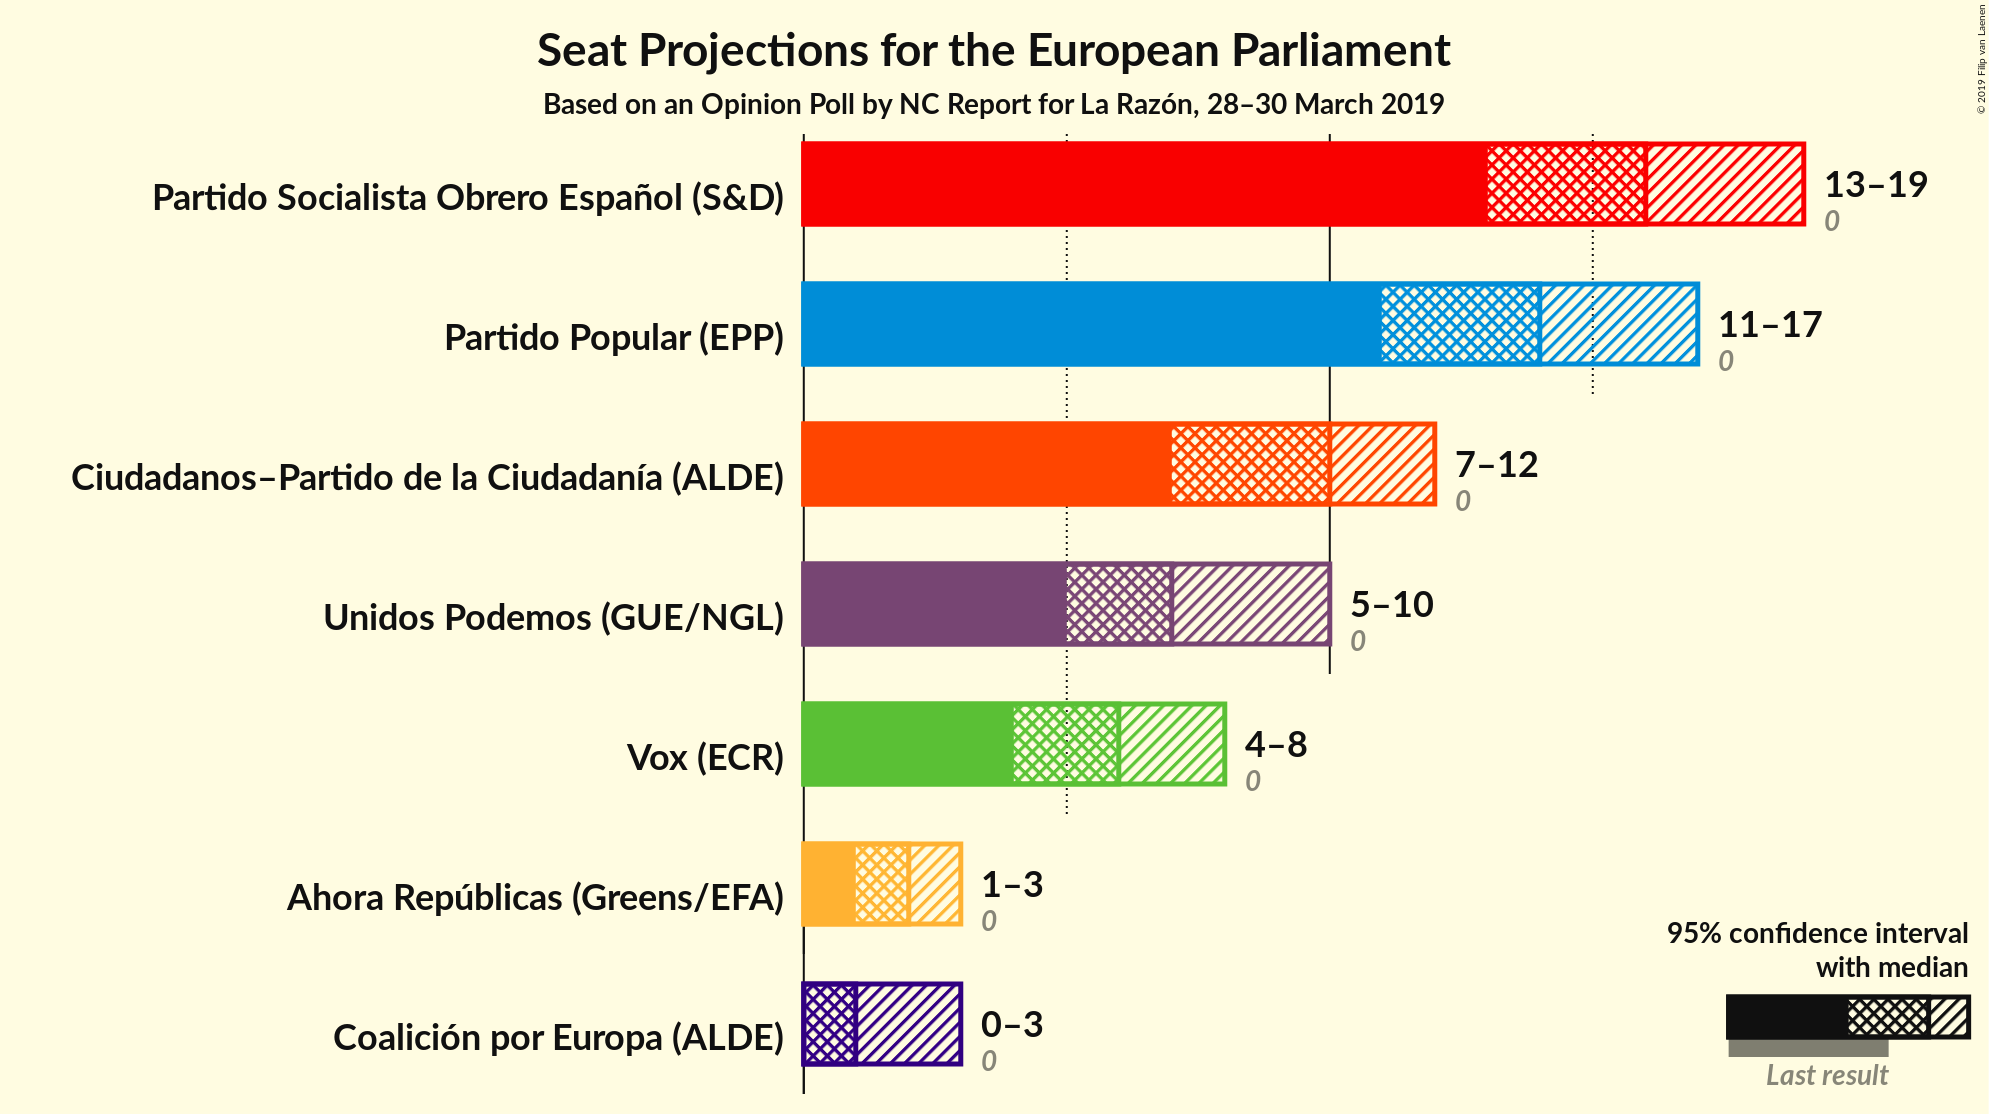 Seat Projections for the European Parliament
Based on an Opinion Poll by NC Report for La Razón, 28–30 March 2019
© 2019 Filip van Laenen
Partido Socialista Obrero Español (S&D)
13–19
0
Partido Popular (EPP)
11–17
0
Ciudadanos–Partido de la Ciudadanía (ALDE)
7–12
0
Unidos Podemos (GUE/NGL)
5–10
0
Vox (ECR)
4–8
0
Ahora Repúblicas (Greens/EFA)
1–3
0
Coalición por Europa (ALDE)
0–3
0
95% confidence interval
with median
Last result